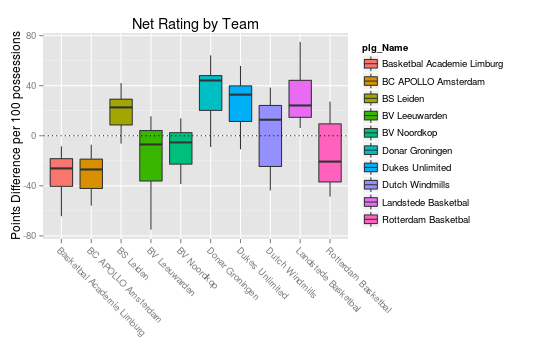 Net Rating by Team
Points Difference per 100 possessions
80
40
0
-40
-80
Basketbal Academie Limburg
BC APOLLO Amsterdam
BS Leiden
BV Leeuwarden
BV Noordkop
Donar Groningen
Dukes Unlimited
Dutch Windmills
Landstede Basketbal
Rotterdam Basketbal
plg_Name
Basketbal Academie Limburg
BC APOLLO Amsterdam
BS Leiden
BV Leeuwarden
BV Noordkop
Donar Groningen
Dukes Unlimited
Dutch Windmills
Landstede Basketbal
Rotterdam Basketbal